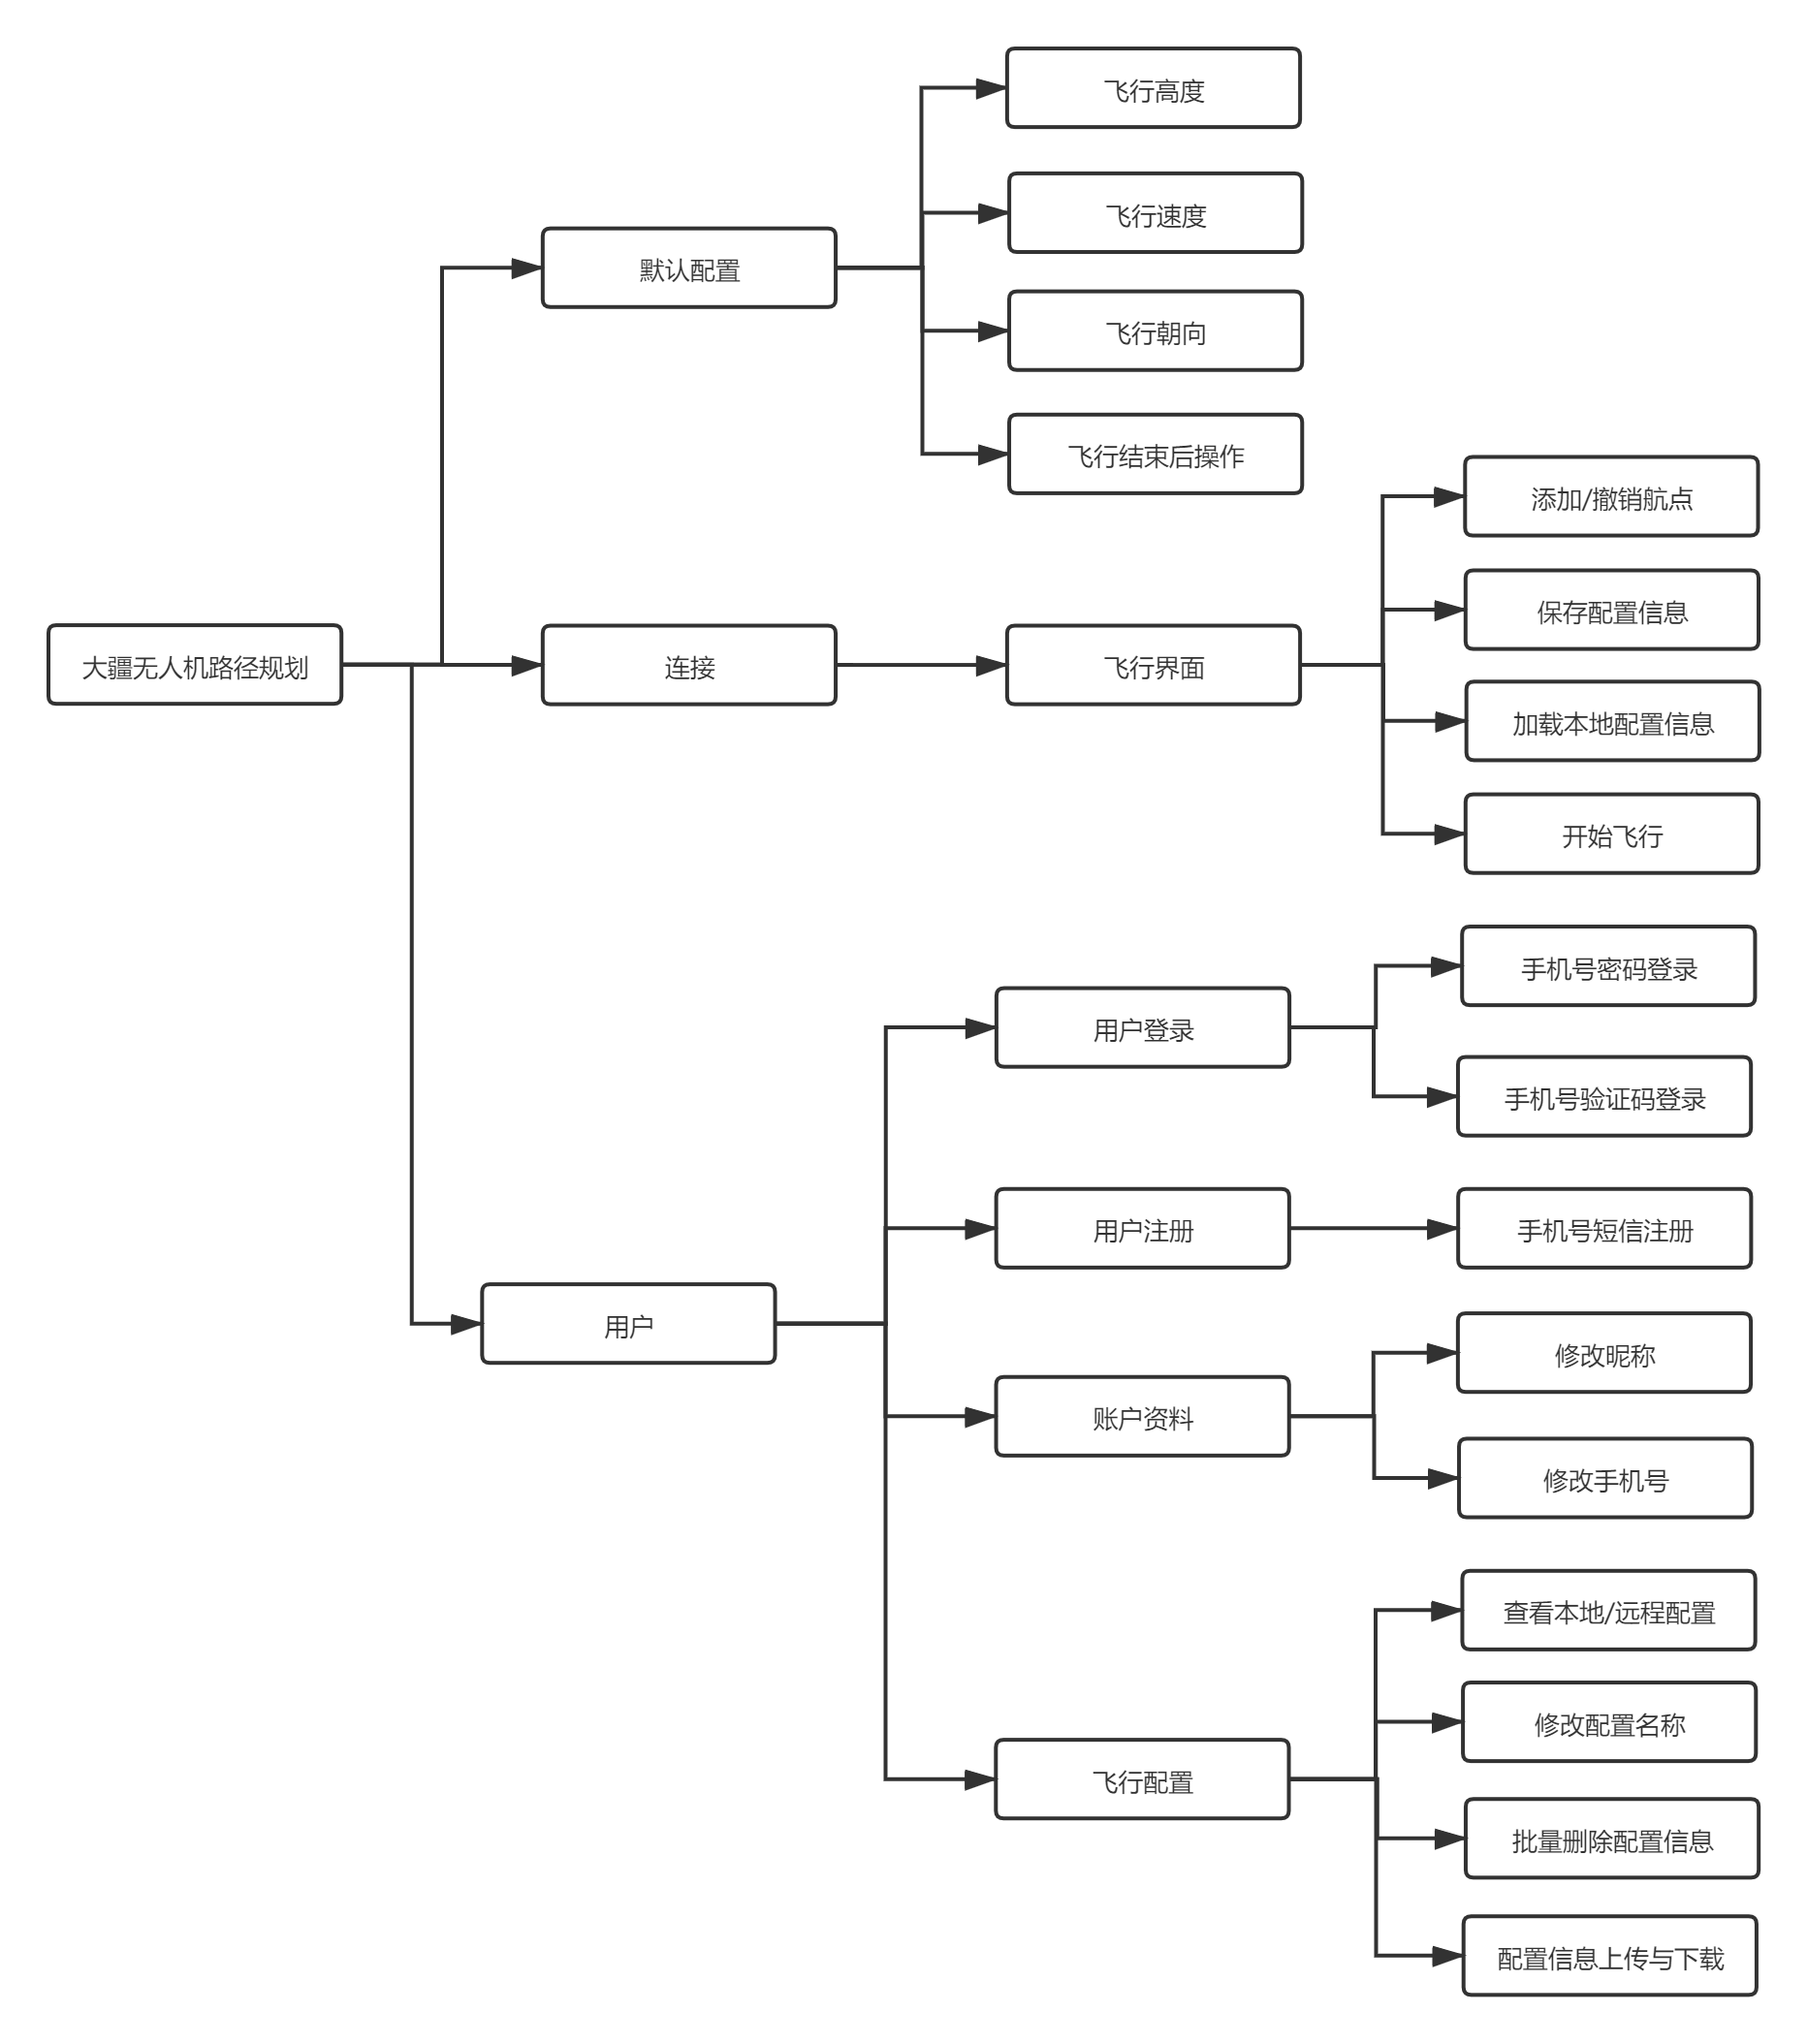 飞行高度
飞行速度
默认配置
飞行朝向
飞行结束后操作
添加/撤销航点
保存配置信息
大疆无人机路径规划
连接
飞行界面
加载本地配置信息
开始飞行
手机号密码登录
用户登录
手机号验证码登录
用户注册
手机号短信注册
用户
修改昵称
账户资料
修改手机号
查看本地/远程配置
修改配置名称
飞行配置
批量删除配置信息
配置信息上传与下载